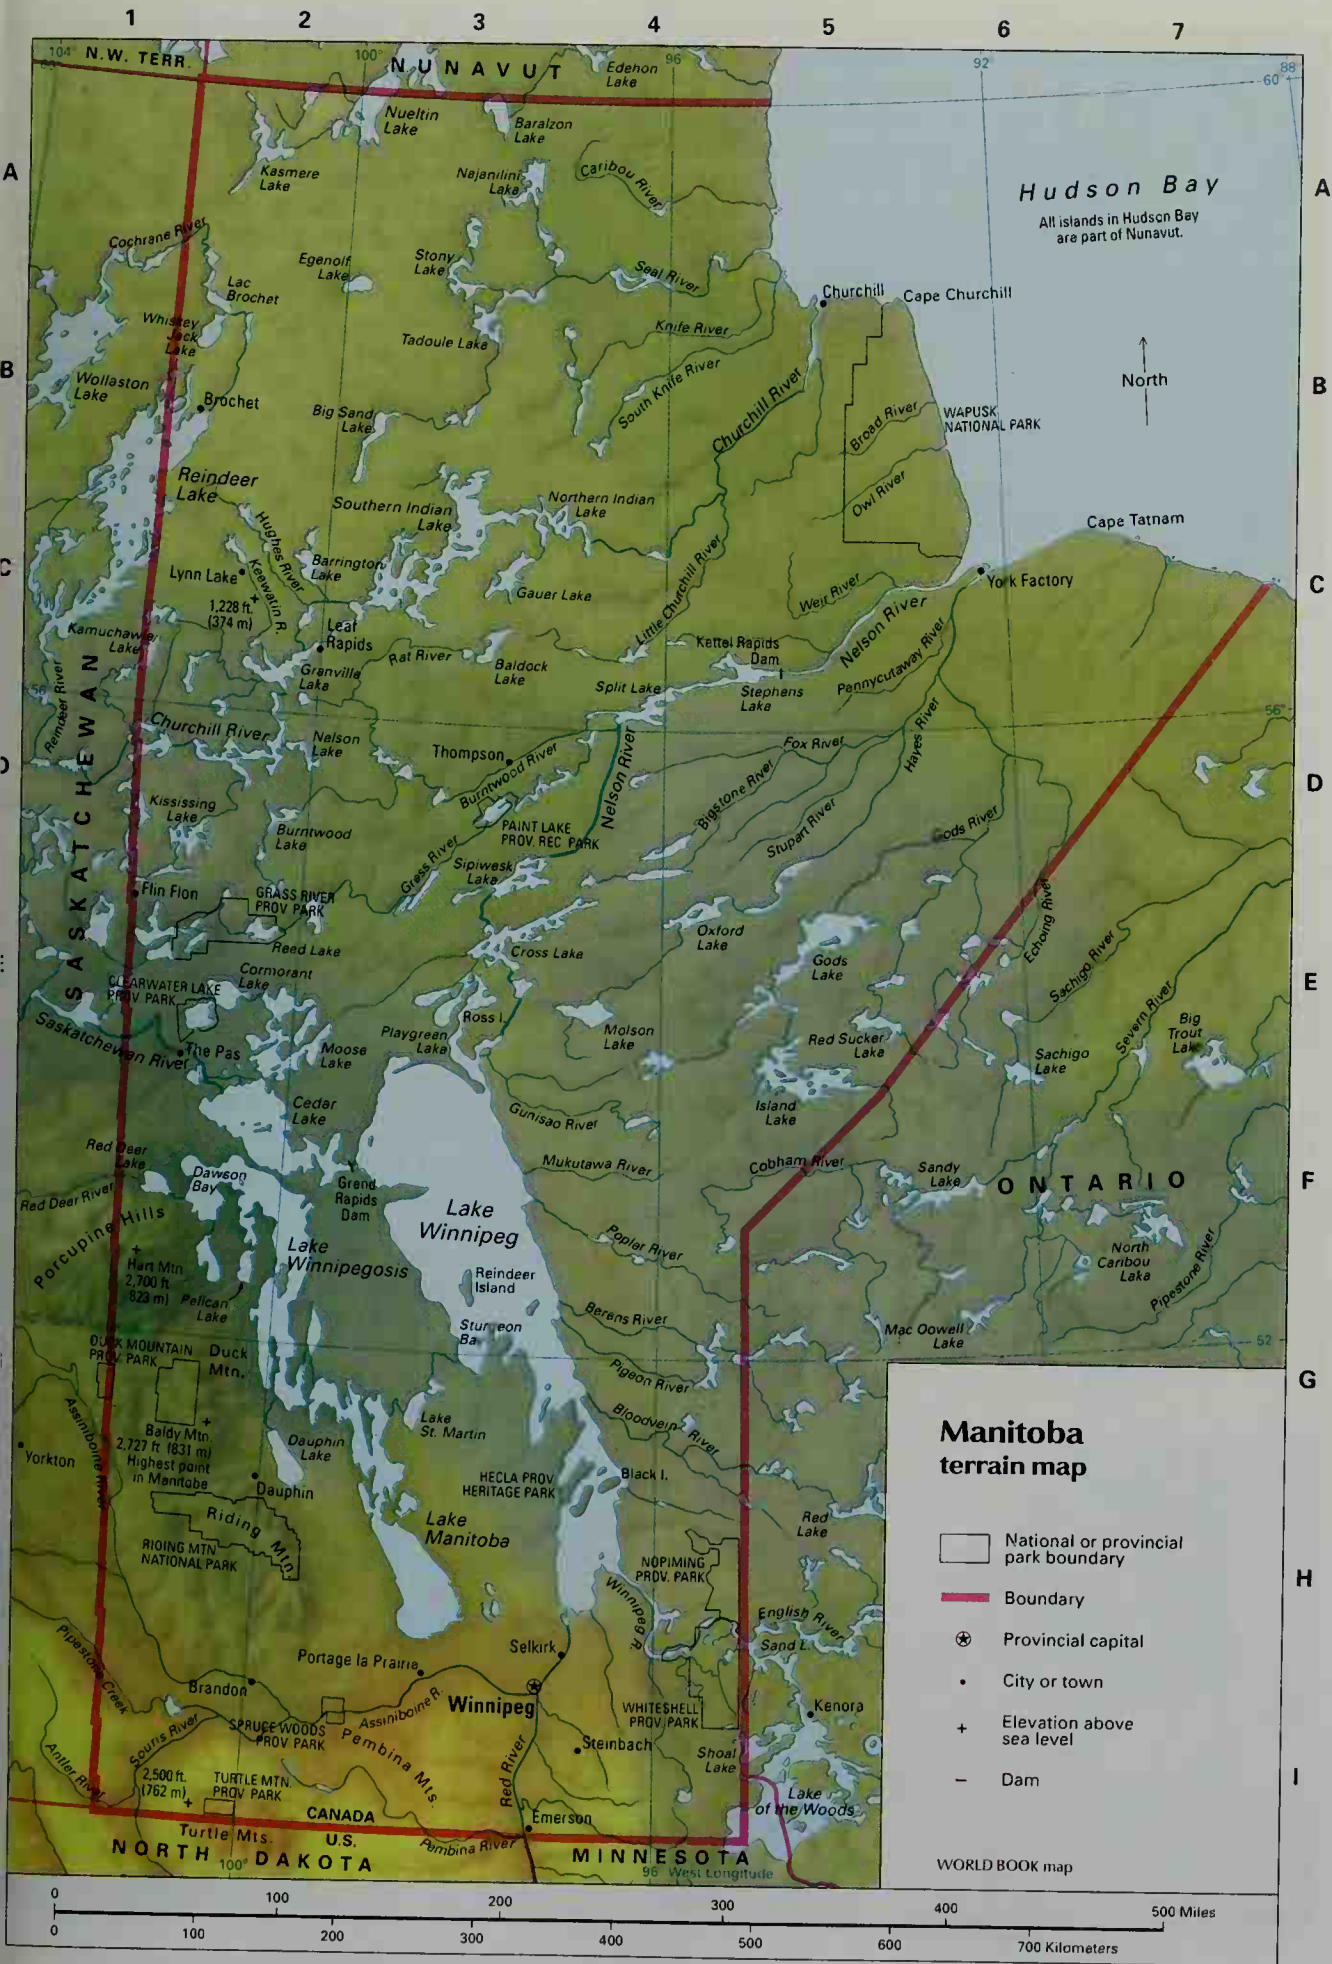 1 2 3 4 5 6 7
104° 100° 96 92° 88
60°
N.W. TERR.
NUNAVUT
Edehon
Lake
Nueltin
Lake
Baralzon
Lake
A
A
Kasmere
Lake
Nejanilini
Lake
Caribou River
Hudson Bay
All islands in Hudson Bay
are part of Nunavut.
Cochrane River
Egenolf
Lake
Stony
Lake
Seal River
Lac
Brochet
Churchill
Cape Churchill
Whiskey
Jack
Lake
Tadoule Lake
Knife River
B
B
Wollaston
Lake
Brochet
Big Sand
Lake
South Knife River
Churchill River
Broad River
WAPUSK
NATIONAL PARK
North
Reindeer
Lake
Southern Indian
Lake
Northern Indian
Lake
Owl River
Cape Tatnam
Hughes River
C
C
Lynn Lake
Keewatin R.
Barrington
Lake
1,228 ft.
(374 m)
Gauer Lake
Little Churchill River
Weir River
York Factory
Nelson River
Kamuchawie
Lake
Leaf
Rapids
Rat River
Granville
Lake
Baldock
Lake
Kettel Rapids
Dam
Pennycutaway River
Split Lake
Stephens
Lake
56
56°
Reindeer River
SASKATCHEWAN
Churchill River
Nelson
Lake
Thompson
Burntwood River
Nelson River
Fox River
Hayes River
D
D
Bigstone River
Kississing
Lake
Burntwood
Lake
PAINT LAKE
PROV. REC PARK
Stupart River
Gods River
Grass River
Sipiwesk
Lake
Flin Flon
GRASS RIVER
PROV PARK
Reed Lake
Cross Lake
Oxford
Lake
Gods
Lake
Echoing River
Sachigo River
E
CLEARWATER LAKE
PROV PARK
Cormorant
Lake
Ross I.
Saskatchewan River
The Pas
Moose
Lake
Playgreen
Lake
Molson
Lake
Red Sucker
Lake
Sachigo
Lake
Severn River
Big
Trout
Lake
Cedar
Lake
Gunisao River
Island
Lake
Red Deer
Lake
Dawson
Bay
Mukutawa River
Cobham River
Sandy
Lake
ONTARIO
F
Red Deer River
Grand
Rapids
Dam
Porcupine Hills
Lake
Winnipeg
Poplar River
Hart Mtn
2,700 ft.
823 m)
Pelican
Lake
Lake
Winnipegosis
Reindeer
Island
North
Caribou
Lake
Pipestone River
Sturgeon
Ba
Berens River
Mac Dowell
Lake
52
DUCK MOUNTAIN
PROV PARK
Duck
Mtn.
Pigeon River
G
Assiniboine River
Bloodvein River
Yorkton
Baldy Mtn.
2,727 ft (831 m)
Highest point
in Manitoba
Dauphin
Lake
Lake
St. Martin
Dauphin
HECLA PROV
HERITAGE PARK
Black I.
Manitoba
terrain map
Riding Mtn.
RIDING MTN
NATIONAL PARK
Lake
Manitoba
Red
Lake
National or provincial
park boundary
NOPIMING
PROV. PARK
H
Winnipeg R.
Boundary
English River
Sand L.
Provincial capital
Pipestone Creek
Portage la Prairie
Selkirk
City or town
Brandon
Assiniboine R.
Winnipeg
WHITESHELL
PROV. PARK
Kenora
Elevation above
sea level
Souris River
SPRUCE WOODS
PROV PARK
Pembina Mts.
Steinbach
Shoal
Lake
Red River
Dam
I
Antler River
2,500 ft.
(762 m)
TURTLE MTN.
PROV PARK
Lake
of the Woods
CANADA
U.S.
Emerson
Turtle Mts.
Pembina River
NORTH DAKOTA
MINNESOTA
WORLD BOOK map
100°
96 West Longitude
0 100 200 300 400 500 Miles
0 100 200 300 400 500 600 700 Kilometers